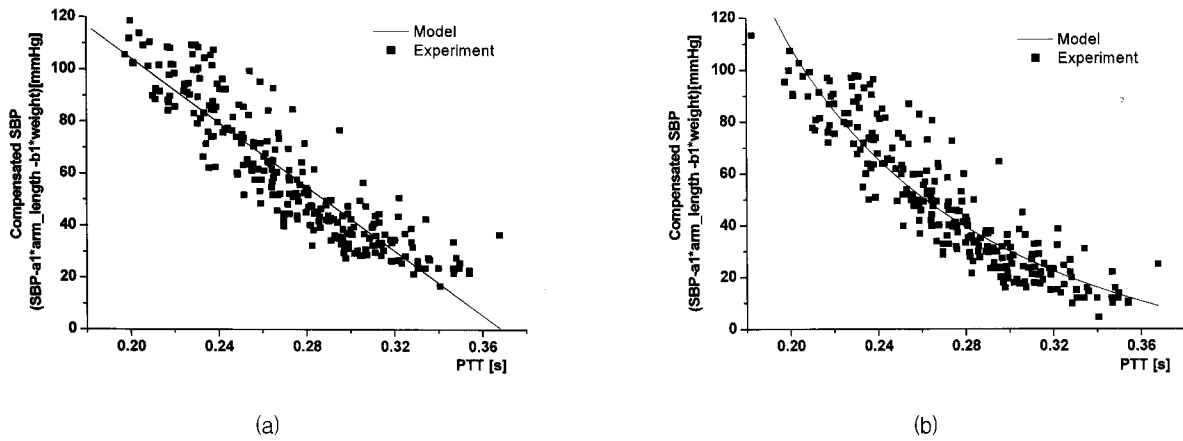 120
100
80
60
40
20
0
Compensated SBP
(SBP-a1*arm_length -b1*weight)[mmHg]
Model
Experiment
0.20 0.24 0.28 0.32 0.36
PTT [s]
(a)
120
100
80
60
40
20
0
Compensated SBP
(SBP-a1*arm_length -b1*weight)[mmHg]
Model
Experiment
0.20 0.24 0.28 0.32 0.36
PTT [s]
(b)